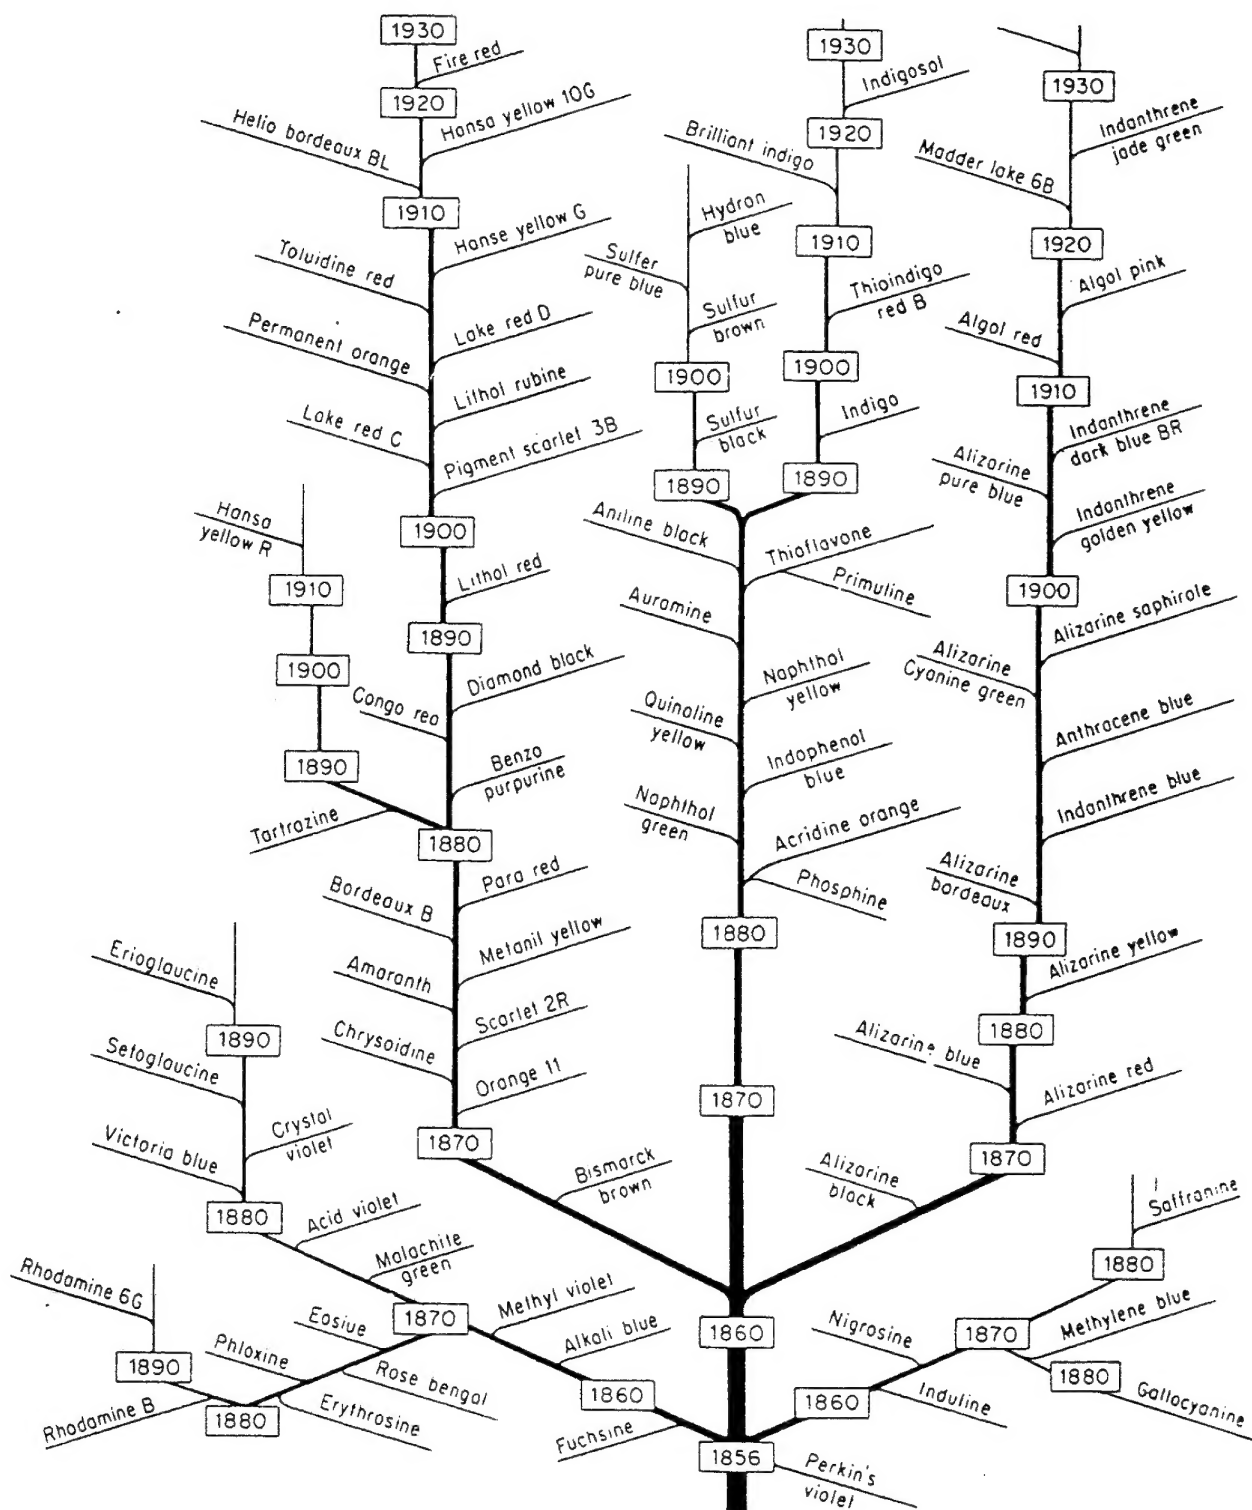 1930
Fire red
1920
Helio bordeaux BL
Hansa yellow 10G
1910
Hanse yellow G
Toluidine red
Lake red D
Permanent orange
Lithol rubine
Lake red C
Pigment scarlet 3B
1900
Hansa
yellow R
1910
Lithol red
1890
1900
Diamond black
Congo red
1890
Benzo
purpurine
Tartrazine
1880
Para red
Bordeaux B
Metanil yellow
Amaranth
Scarlet 2R
Chrysoidine
Orange 11
1870
Bismarck
brown
Erioglaucine
1890
Setoglaucine
Crystal
violet
Victoria blue
1880
Acid violet
Malachite
green
1870
Methyl violet
Alkali blue
1860
Fuchsine
Rhodamine 6G
1890
Rhodamine B
Eosiue
Phloxine
Rose bengal
Erythrosine
1880
1930
Indigosol
1920
Brilliant indigo
1910
Thioindigo
red B
1900
Indigo
1890
Hydron
blue
Sulfer
pure blue
Sulfur
brown
1900
Sulfur
black
1890
Aniline black
Thioflavone
Primuline
Auramine
Naphthol
yellow
Quinoline
yellow
Indophenol
blue
Naphthol
green
Acridine orange
Phosphine
1880
1870
1860
1856
Perkin's
violet
1930
Indanthrene
jade green
Madder lake 6B
1920
Algol pink
Algol red
1910
Indanthrene
dark blue BR
Alizarine
pure blue
Indanthrene
golden yellow
1900
Alizarine saphirole
Alizarine
Cyanine green
Anthracene blue
Indanthrene blue
Alizarine
bordeaux
1890
Alizarine yellow
1880
Alizarine blue
Alizarine red
1870
Alizarine
black
Saffranine
1880
Methylene blue
1870
1880
Gallocyanine
Nigrosine
Induline
1860